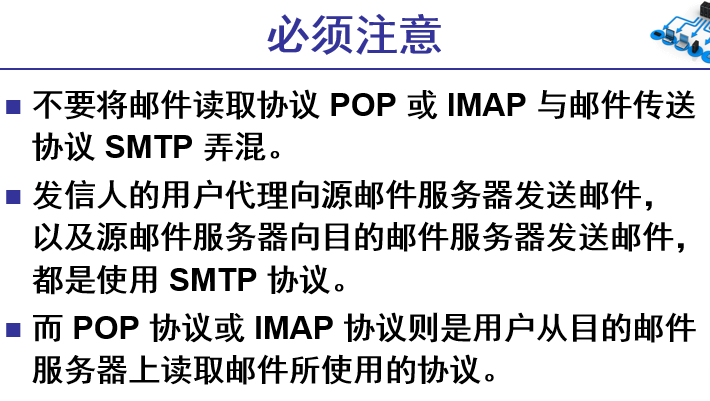 必须注意
不要将邮件读取协议 POP 或 IMAP 与邮件传送
协议 SMTP 弄混。
发信人的用户代理向源邮件服务器发送邮件，
以及源邮件服务器向目的邮件服务器发送邮件，
都是使用 SMTP 协议。
而 POP 协议或 IMAP 协议则是用户从目的邮件
服务器上读取邮件所使用的协议。